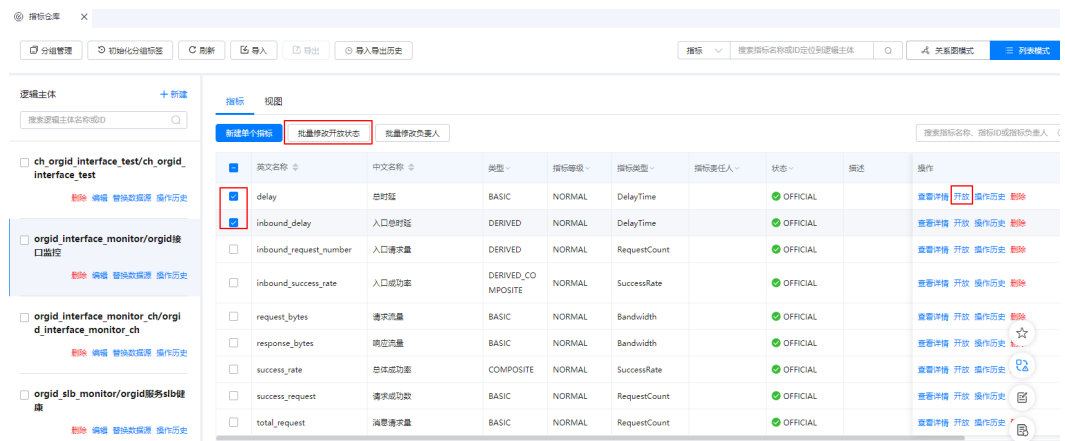 指标仓库
分组管理 初始化分组标签 刷新 导入 导出 导入导出历史 指标 搜索指标名称或ID定位到逻辑主体 关系图模式 列表模式
逻辑主体 + 新建
搜索逻辑主体名称或ID
ch_orgid_interface_test/ch_orgid_
interface_test
删除 编辑 替换数据源 操作历史
orgid_interface_monitor/orgid接
口监控
删除 编辑 替换数据源 操作历史
orgid_interface_monitor_ch/orgi
d_interface_monitor_ch
删除 编辑 替换数据源 操作历史
orgid_slb_monitor/orgid服务slb健
康
删除 编辑 替换数据源 操作历史
指标 视图
新建单个指标 批量修改开放状态 批量修改负责人 搜索指标名称、指标ID或指标负责人
英文名称 中文名称 类型 指标等级 指标类型 指标责任人 状态 描述 操作
delay 总时延 BASIC NORMAL DelayTime OFFICIAL 查看详情 开放 操作历史 删除
inbound_delay 入口总时延 DERIVED NORMAL DelayTime OFFICIAL 查看详情 开放 操作历史 删除
inbound_request_number 入口请求量 DERIVED NORMAL RequestCount OFFICIAL 查看详情 开放 操作历史 删除
inbound_success_rate 入口成功率 DERIVED_CO
MPOSITE NORMAL SuccessRate OFFICIAL 查看详情 开放 操作历史 删除
request_bytes 请求流量 BASIC NORMAL Bandwidth OFFICIAL 查看详情 开放 操作历史 删除
response_bytes 响应流量 BASIC NORMAL Bandwidth OFFICIAL 查看详情 开放 操作历史
success_rate 总体成功率 COMPOSITE NORMAL SuccessRate OFFICIAL 查看详情 开放 操作历史
success_request 请求成功数 BASIC NORMAL RequestCount OFFICIAL 查看详情 开放 操作历史
total_request 消息请求量 BASIC NORMAL RequestCount OFFICIAL 查看详情 开放 操作历史